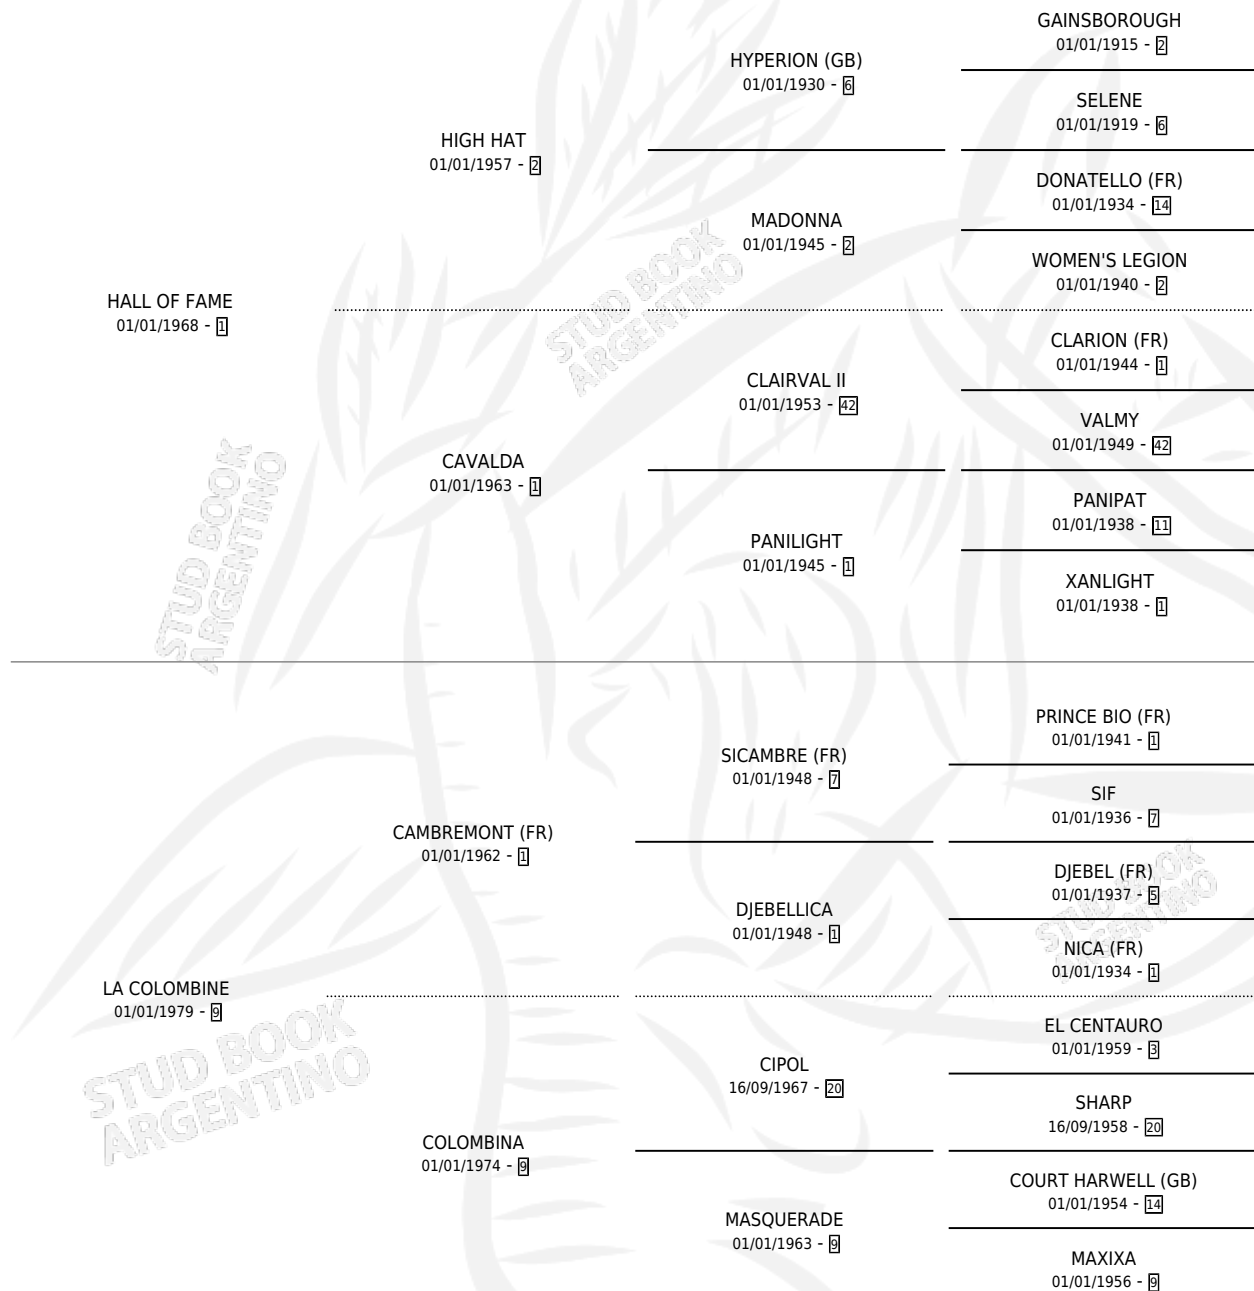 GAINSBOROUGH
01/01/1915 - 2
HYPERION (GB)
01/01/1930 - 6
SELENE
01/01/1919 - 6
HIGH HAT
01/01/1957 - 2
DONATELLO (FR)
01/01/1934 - 14
MADONNA
01/01/1945 - 2
WOMEN'S LEGION
01/01/1940 - 2
HALL OF FAME
01/01/1968 - 1
CLARION (FR)
01/01/1944 - 1
CLAIRVAL II
01/01/1953 - 42
VALMY
01/01/1949 - 42
CAVALDA
01/01/1963 - 1
PANIPAT
01/01/1938 - 11
PANILIGHT
01/01/1945 - 1
XANLIGHT
01/01/1938 - 1
PRINCE BIO (FR)
01/01/1941 - 1
SICAMBRE (FR)
01/01/1948 - 7
SIF
01/01/1936 - 7
CAMBREMONT (FR)
01/01/1962 - 1
DJEBEL (FR)
01/01/1937 - 5
DJEBELLICA
01/01/1948 - 1
NICA (FR)
01/01/1934 - 1
LA COLOMBINE
01/01/1979 - 9
EL CENTAURO
01/01/1959 - 3
CIPOL
16/09/1967 - 20
SHARP
16/09/1958 - 20
COLOMBINA
01/01/1974 - 9
COURT HARWELL (GB)
01/01/1954 - 14
MASQUERADE
01/01/1963 - 9
MAXIXA
01/01/1956 - 9
STUD BOOK
ARGENTINO
STUD BOOK
ARGENTINO
STUD BOOK
ARGENTINO
STUD BOOK
ARGENTINO